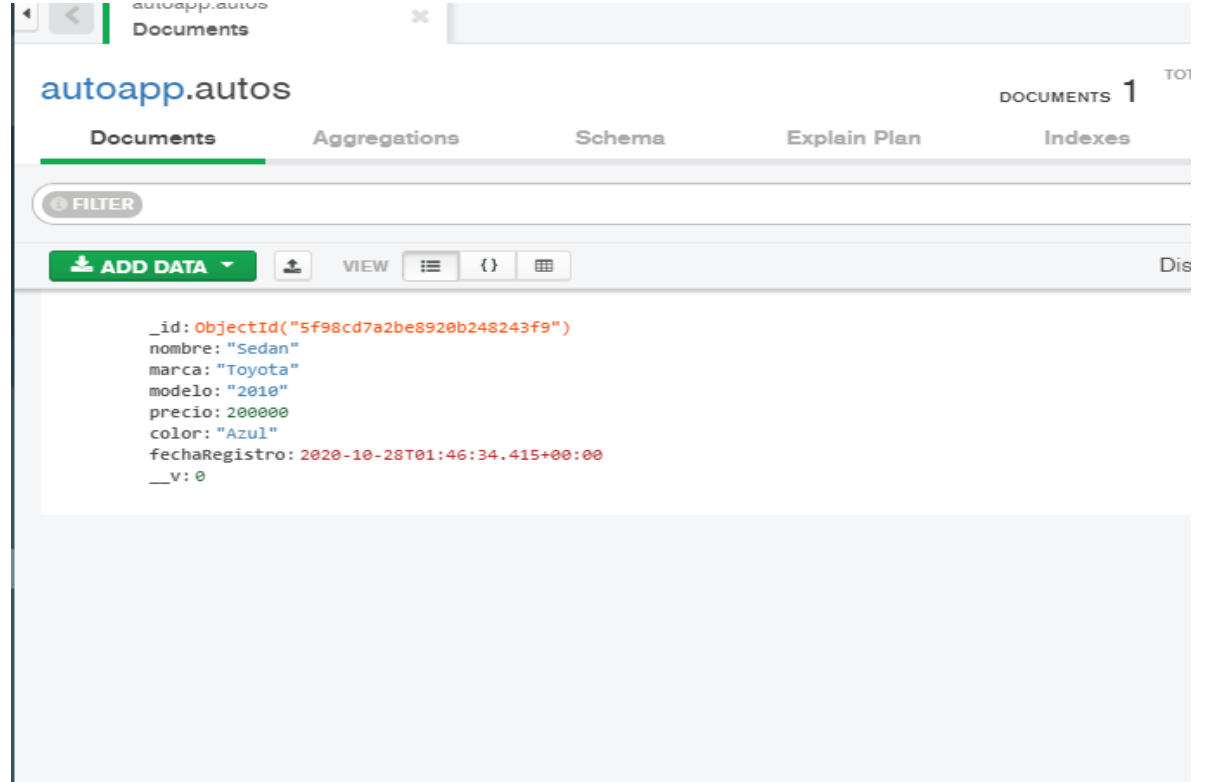 autoapp.autos
Documents
autoapp.autos
DOCUMENTS 1
Documents Aggregations Schema Explain Plan Indexes
FILTER
ADD DATA VIEW {}
_id: ObjectId("5f98cd7a2be8920b248243f9")
nombre: "Sedan"
marca: "Toyota"
modelo: "2010"
precio: 200000
color: "Azul"
fechaRegistro: 2020-10-28T01:46:34.415+00:00
__v: 0